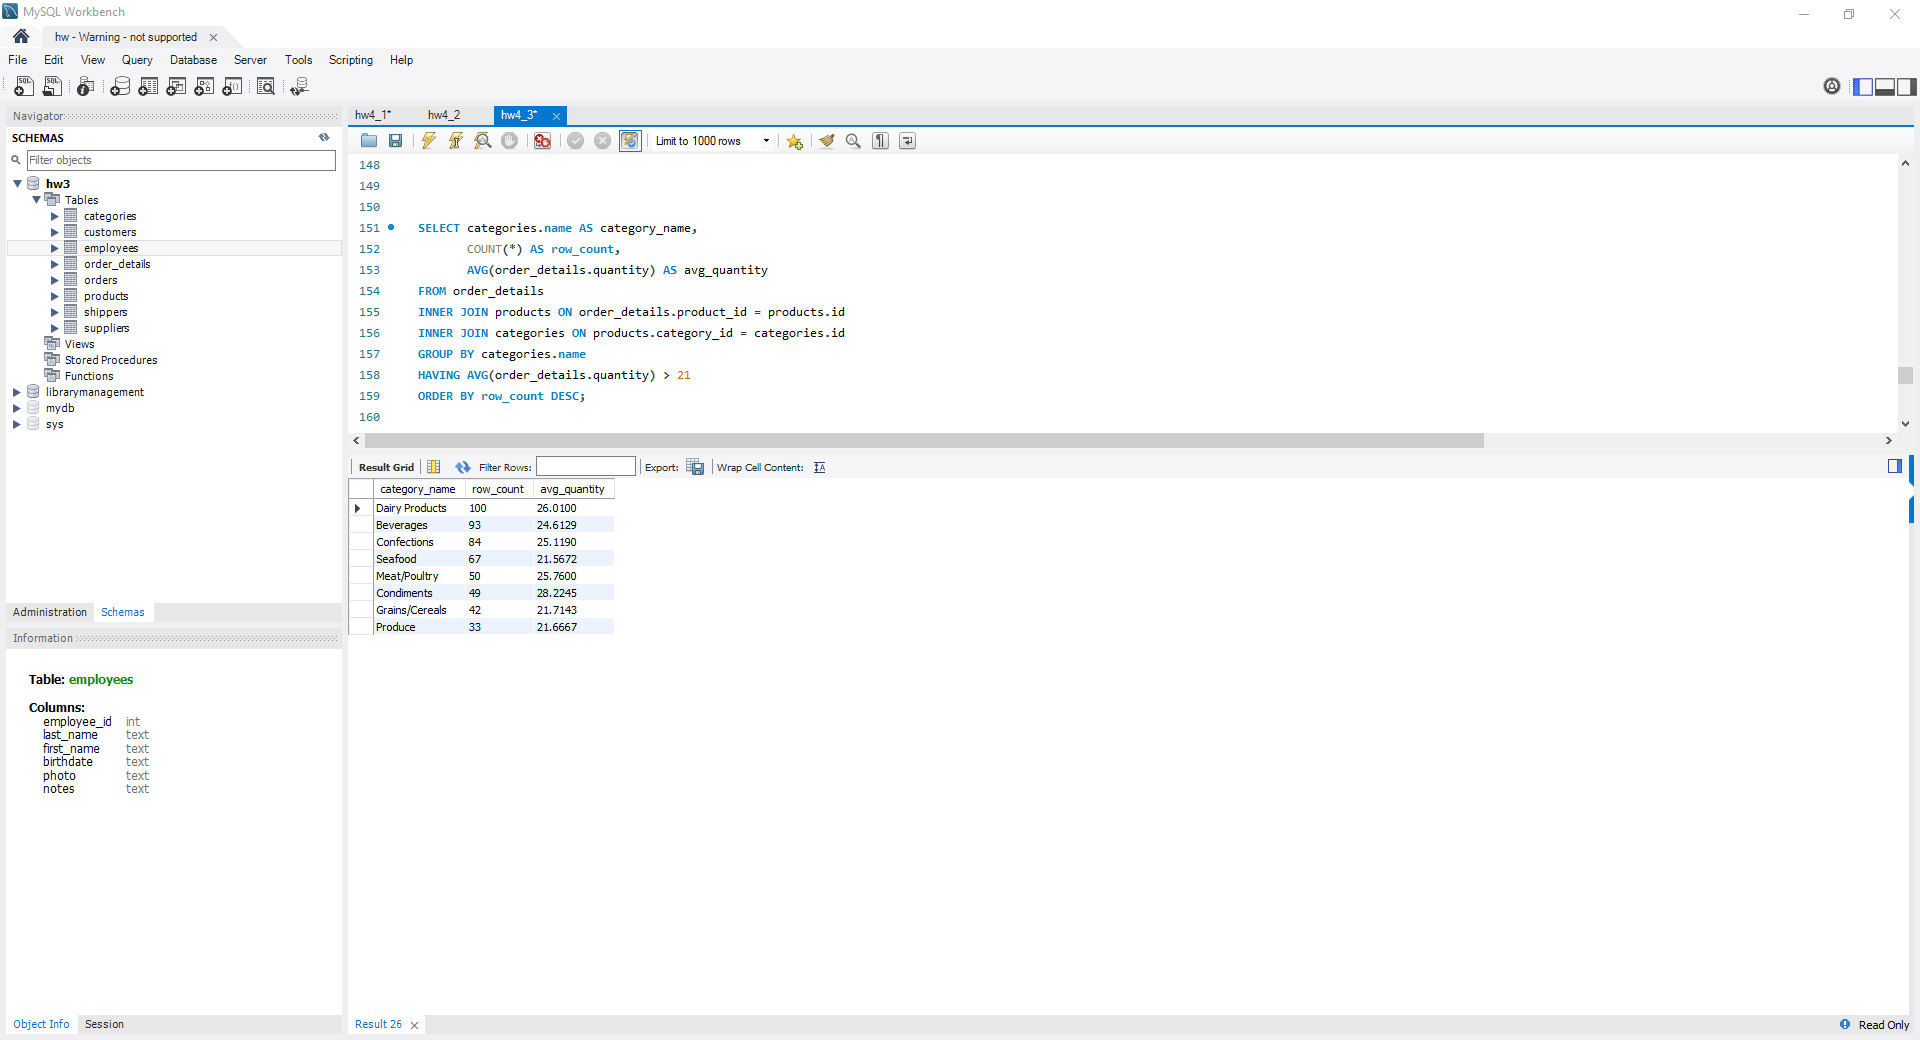 MySQL Workbench
hw - Warning - not supported
File Edit View Query Database Server Tools Scripting Help
Navigator
SCHEMAS
Filter objects
hw3
Tables
categories
customers
employees
order_details
orders
products
shippers
suppliers
Views
Stored Procedures
Functions
librarymanagement
mydb
sys
Administration Schemas
Information
Table: employees
Columns:
employee_id int
last_name text
first_name text
birthdate text
photo text
notes text
Object Info Session
hw4_1* hw4_2 hw4_3*
Limit to 1000 rows
148
149
150
151 SELECT categories.name AS category_name,
152 COUNT(*) AS row_count,
153 AVG(order_details.quantity) AS avg_quantity
154 FROM order_details
155 INNER JOIN products ON order_details.product_id = products.id
156 INNER JOIN categories ON products.category_id = categories.id
157 GROUP BY categories.name
158 HAVING AVG(order_details.quantity) > 21
159 ORDER BY row_count DESC;
160
Result Grid Filter Rows: Export: Wrap Cell Content:
category_name row_count avg_quantity
Dairy Products 100 26.0100
Beverages 93 24.6129
Confections 84 25.1190
Seafood 67 21.5672
Meat/Poultry 50 25.7600
Condiments 49 28.2245
Grains/Cereals 42 21.7143
Produce 33 21.6667
Result 26
Read Only